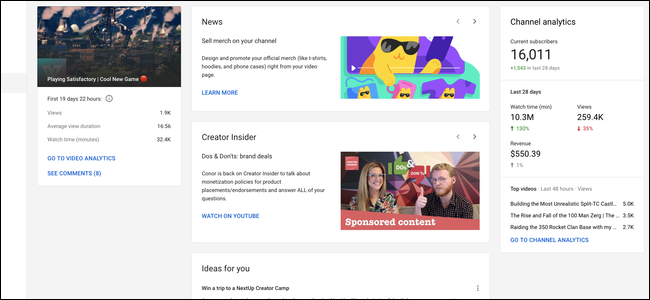 Playing Satisfactory | Cool New Game
First 19 days 22 hours:
Views 1.9K
Average view duration 16:56
Watch time (minutes) 32.4K
GO TO VIDEO ANALYTICS
SEE COMMENTS (8)
News
Sell merch on your channel
Design and promote your official merch (like t-shirts,
hoodies, and phone cases) right from your video
page.
LEARN MORE
Creator Insider
Dos & Don'ts: brand deals
Conor is back on Creator Insider to talk about
monetization policies for product
placements/endorsements and answer ALL of your
questions.
WATCH ON YOUTUBE
DOs
&
DON'Ts
Sponsored content
Ideas for you
Win a trip to a NextUp Creator Camp
Channel analytics
Current subscribers
16,011
+1,543 in last 28 days
Last 28 days
Watch-time (min) Views
10.3M 259.4K
130% 35%
Revenue
$550.39
1%
Top videos · Last 48 hours · Views
Building the Most Unrealistic Split-TC Castl... 5.0K
The Rise and Fall of the 100 Man Zerg | The ... 3.5K
Raiding the 350 Rocket Clan Base with my ... 2.7K
GO TO CHANNEL ANALYTICS